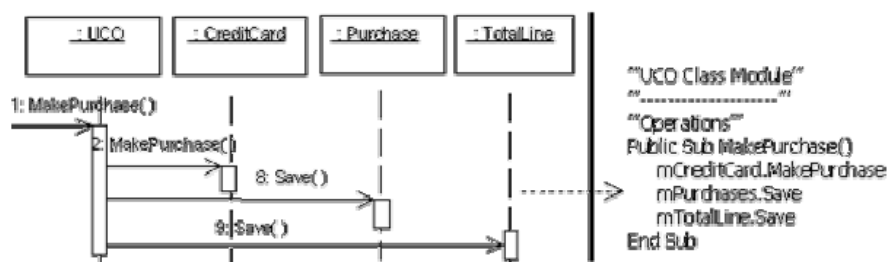 : UCO
: CreditCard
: Purchase
: TotalLine
1: MakePurchase()
2: MakePurchase()
8: Save()
9: Save()
'''UCO Class Module'''
'''---------------------'''
'''Operations'''
Public Sub MakePurchase()
mCreditCard.MakePurchase
mPurchases.Save
mTotalLine.Save
End Sub